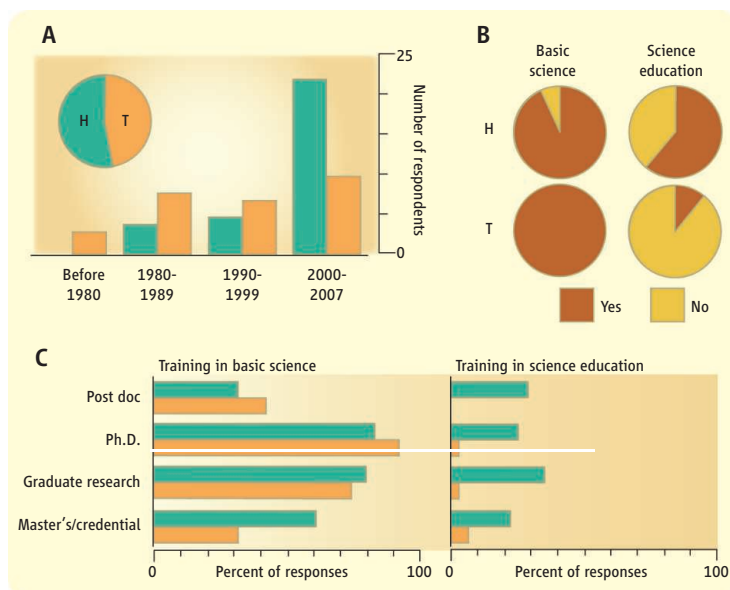 A
25
H
T
Number of respondents
0
Before
1980
1980-
1989
1990-
1999
2000-
2007
B
Basic
science
Science
education
H
T
Yes
No
C
Training in basic science
Training in science education
Post doc
Ph.D.
Graduate research
Master's/credential
0
Percent of responses
100
0
Percent of responses
100